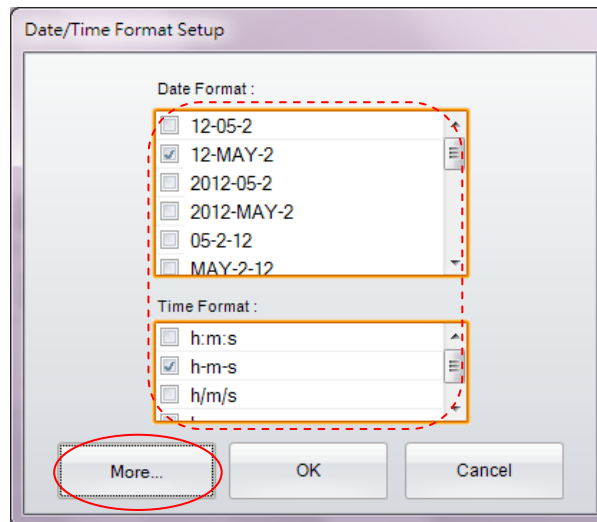 Date/Time Format Setup
Date Format :
12-05-2
12-MAY-2
2012-05-2
2012-MAY-2
05-2-12
MAY-2-12
Time Format :
h:m:s
h-m-s
h/m/s
More... OK Cancel